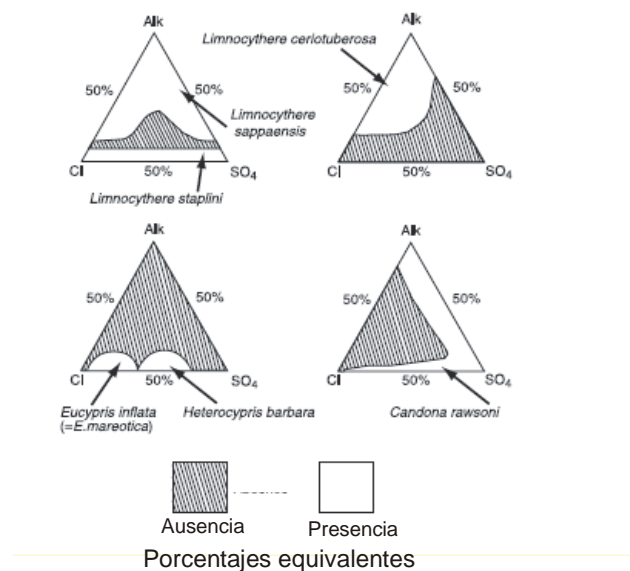 Alk
50%
50%
Limnocythere
sappaensis
Cl
50%
SO4
Limnocythere staplini
Alk
Limnocythere ceriotuberosa
50%
50%
Cl
50%
SO4
Alk
50%
50%
Cl
50%
SO4
Eucypris inflata
(=E.mareotica)
Heterocypris barbara
Alk
50%
50%
Cl
50%
SO4
Candona rawsoni
Ausencia
Presencia
Porcentajes equivalentes